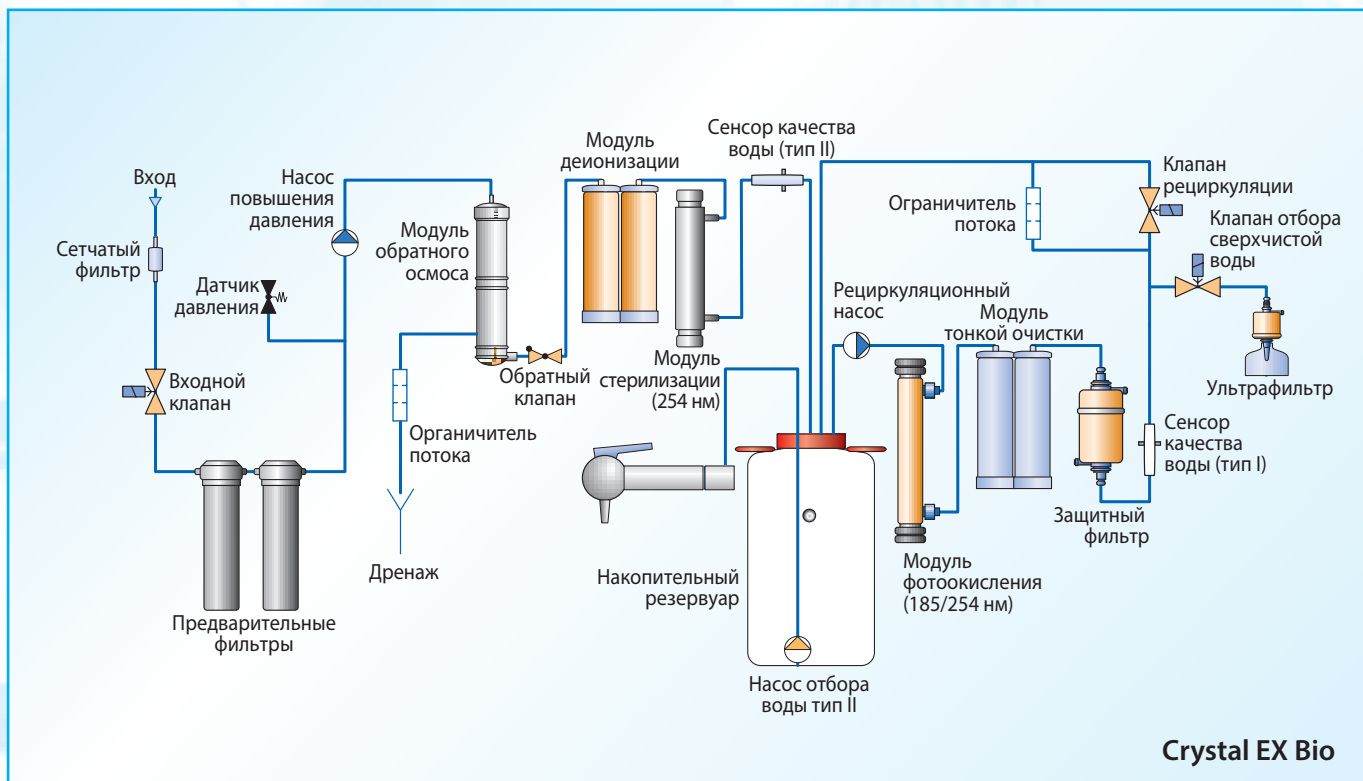 Вход
Сетчатый
фильтр
Датчик
давления
Входной
клапан
Предварительные
фильтры
Насос
повышения
давления
Модуль
обратного
осмоса
Органичитель
потока
Дренаж
Обратный
клапан
Модуль
деионизации
Модуль
стерилизации
(254 нм)
Сенсор качества
воды (тип II)
Накопительный
резервуар
Насос отбора
воды тип II
Рециркуляционный
насос
Модуль
фотоокисления
(185/254 нм)
Модуль
тонкой очистки
Защитный
фильтр
Сенсор
качества
воды (тип I)
Ограничитель
потока
Клапан
рециркуляции
Клапан отбора
сверхчистой
воды
Ультрафильтр
Crystal EX Bio